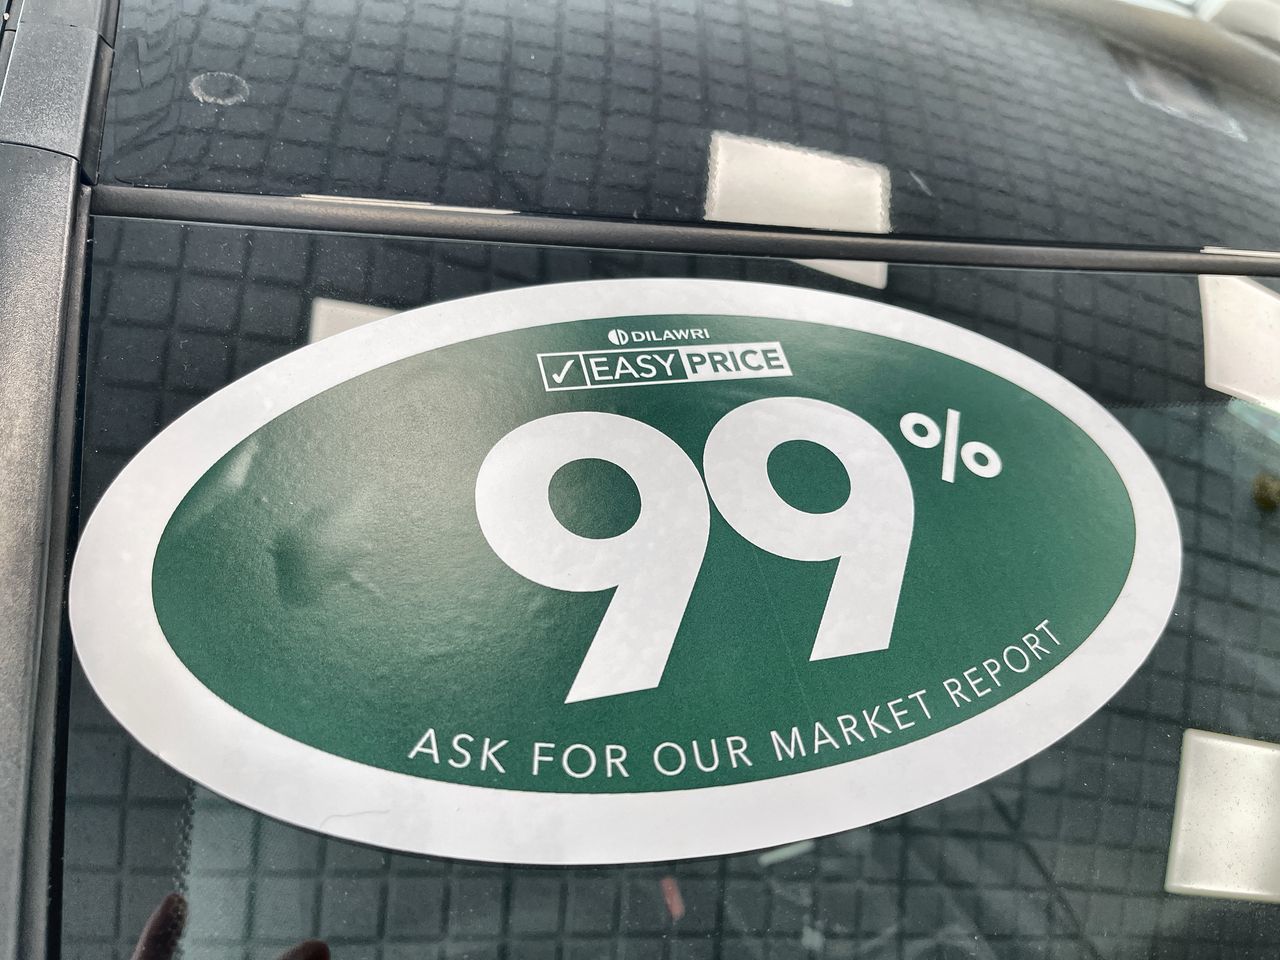 DILAWRI
✓ EASY PRICE
99%
ASK FOR OUR MARKET REPORT